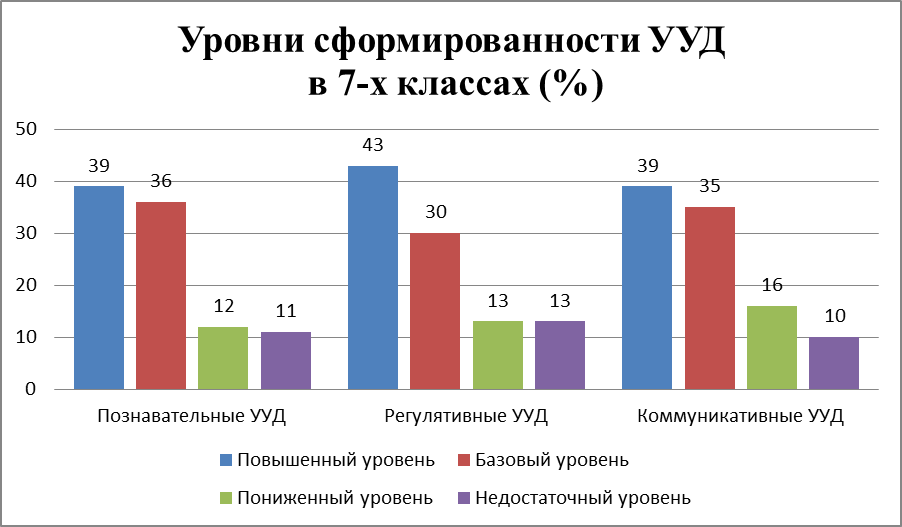 Уровни сформированности УУД
в 7-х классах (%)
50
40
30
20
10
0
39
36
12
11
43
30
13
13
39
35
16
10
Познавательные УУД
Регулятивные УУД
Коммуникативные УУД
Повышенный уровень
Базовый уровень
Пониженный уровень
Недостаточный уровень